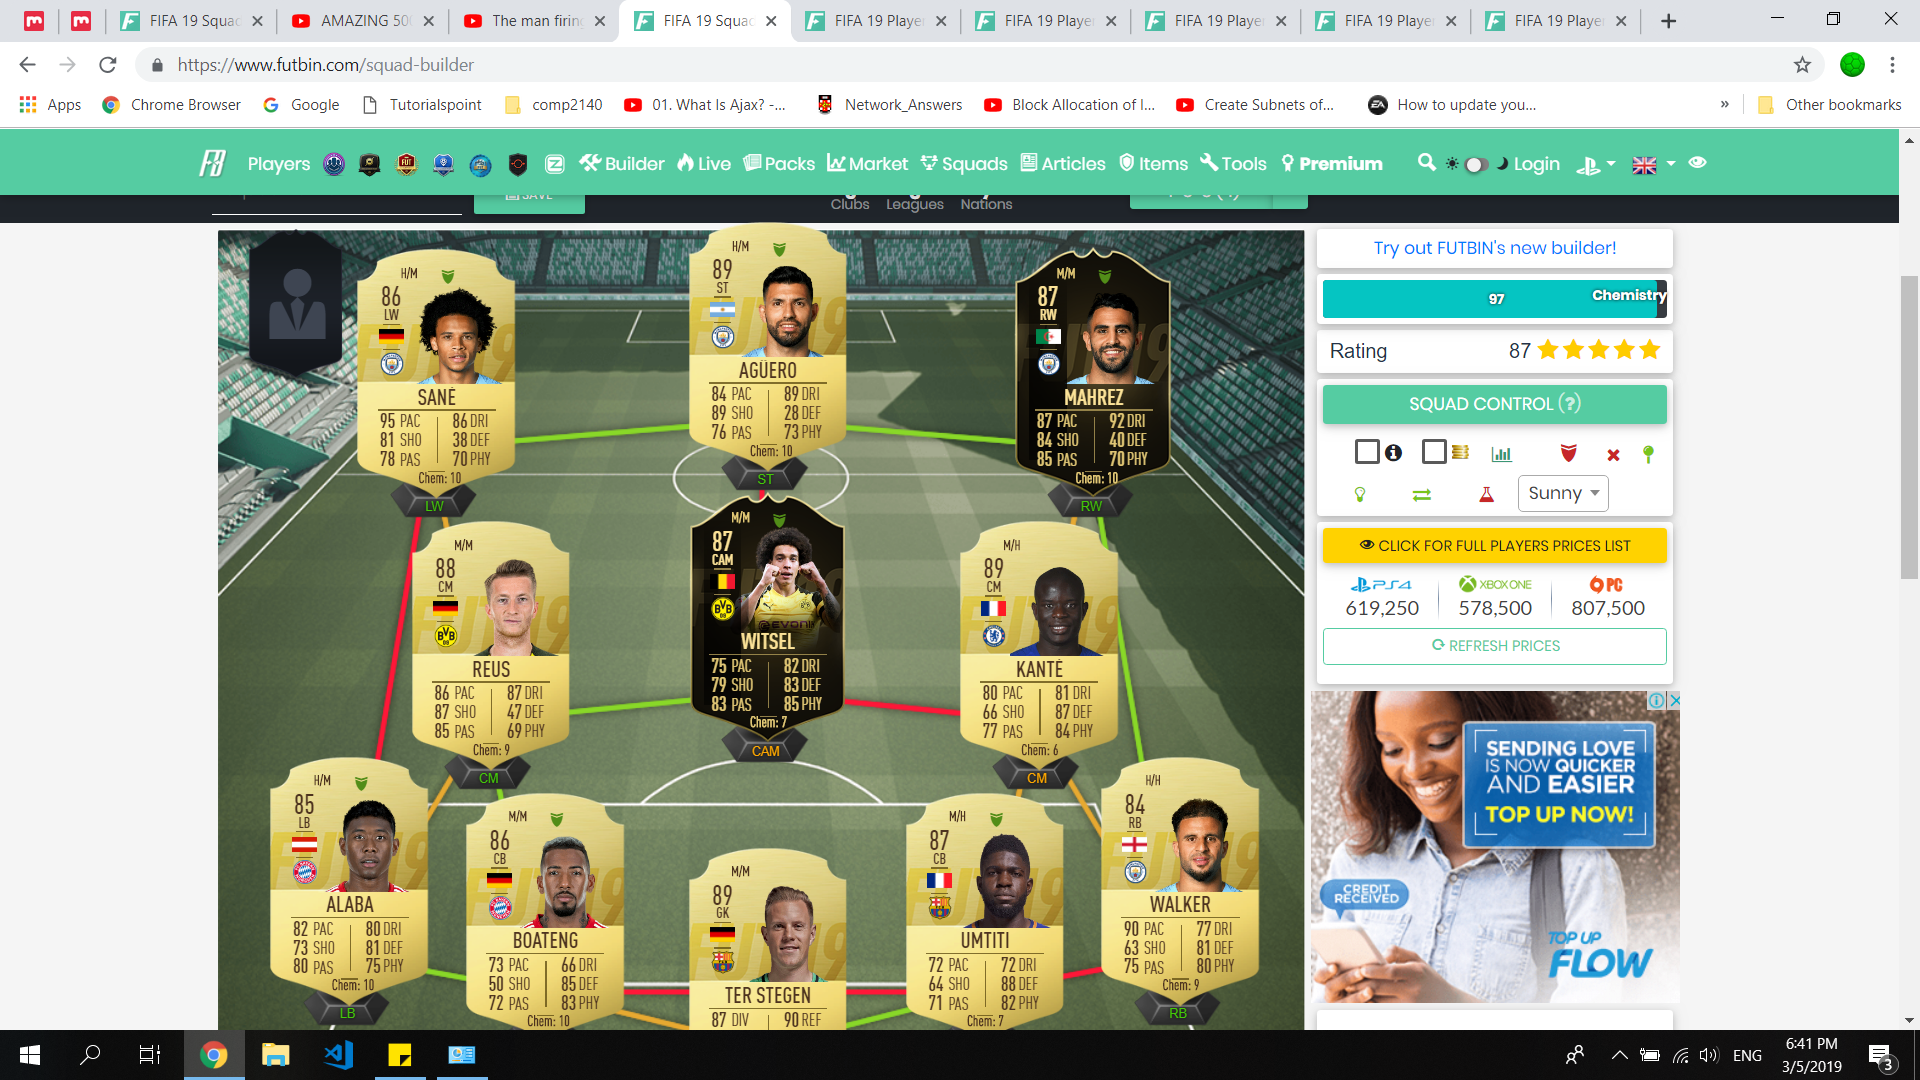 FIFA 19 Squad
AMAZING 50
The man firin
FIFA 19 Squad
FIFA 19 Player
FIFA 19 Player
FIFA 19 Player
FIFA 19 Player
FIFA 19 Player
https://www.futbin.com/squad-builder
Apps
Chrome Browser
Google
Tutorialspoint
comp2140
01. What Is Ajax? -...
Network_Answers
Block Allocation of I...
Create Subnets of...
How to update you...
»
Other bookmarks
Players
Builder
Live
Packs
Market
Squads
Articles
Items
Tools
Premium
Login
SAVE
Clubs Leagues Nations
Try out FUTBIN's new builder!
97 Chemistry
Rating 87
SQUAD CONTROL (?)
Sunny
CLICK FOR FULL PLAYERS PRICES LIST
PS4 XBOX ONE PC
619,250 578,500 807,500
REFRESH PRICES
H/M
86
LW
SANÉ
95 PAC 86 DRI
81 SHO 38 DEF
78 PAS 70 PHY
Chem: 10
LW
H/M
89
ST
AGÜERO
84 PAC 89 DRI
89 SHO 28 DEF
76 PAS 73 PHY
Chem: 10
ST
M/M
87
RW
MAHREZ
87 PAC 92 DRI
84 SHO 40 DEF
85 PAS 70 PHY
Chem: 10
RW
M/M
88
CM
REUS
86 PAC 87 DRI
87 SHO 47 DEF
85 PAS 69 PHY
Chem: 9
CM
M/M
87
CAM
WITSEL
75 PAC 82 DRI
79 SHO 83 DEF
83 PAS 85 PHY
Chem: 7
CAM
M/H
89
CM
KANTÉ
80 PAC 81 DRI
66 SHO 87 DEF
77 PAS 84 PHY
Chem: 6
CM
H/M
85
LB
ALABA
82 PAC 80 DRI
73 SHO 81 DEF
80 PAS 75 PHY
Chem: 10
LB
M/M
86
CB
BOATENG
73 PAC 66 DRI
50 SHO 85 DEF
72 PAS 83 PHY
Chem: 10
M/M
89
GK
TER STEGEN
87 DIV 90 REF
M/H
87
CB
UMTITI
72 PAC 72 DRI
64 SHO 88 DEF
71 PAS 82 PHY
Chem: 7
H/H
84
RB
WALKER
90 PAC 77 DRI
63 SHO 81 DEF
75 PAS 80 PHY
Chem: 9
RB
SENDING LOVE
IS NOW QUICKER
AND EASIER
TOP UP NOW!
CREDIT
RECEIVED
TOP UP
FLOW
ENG
6:41 PM
3/5/2019
3